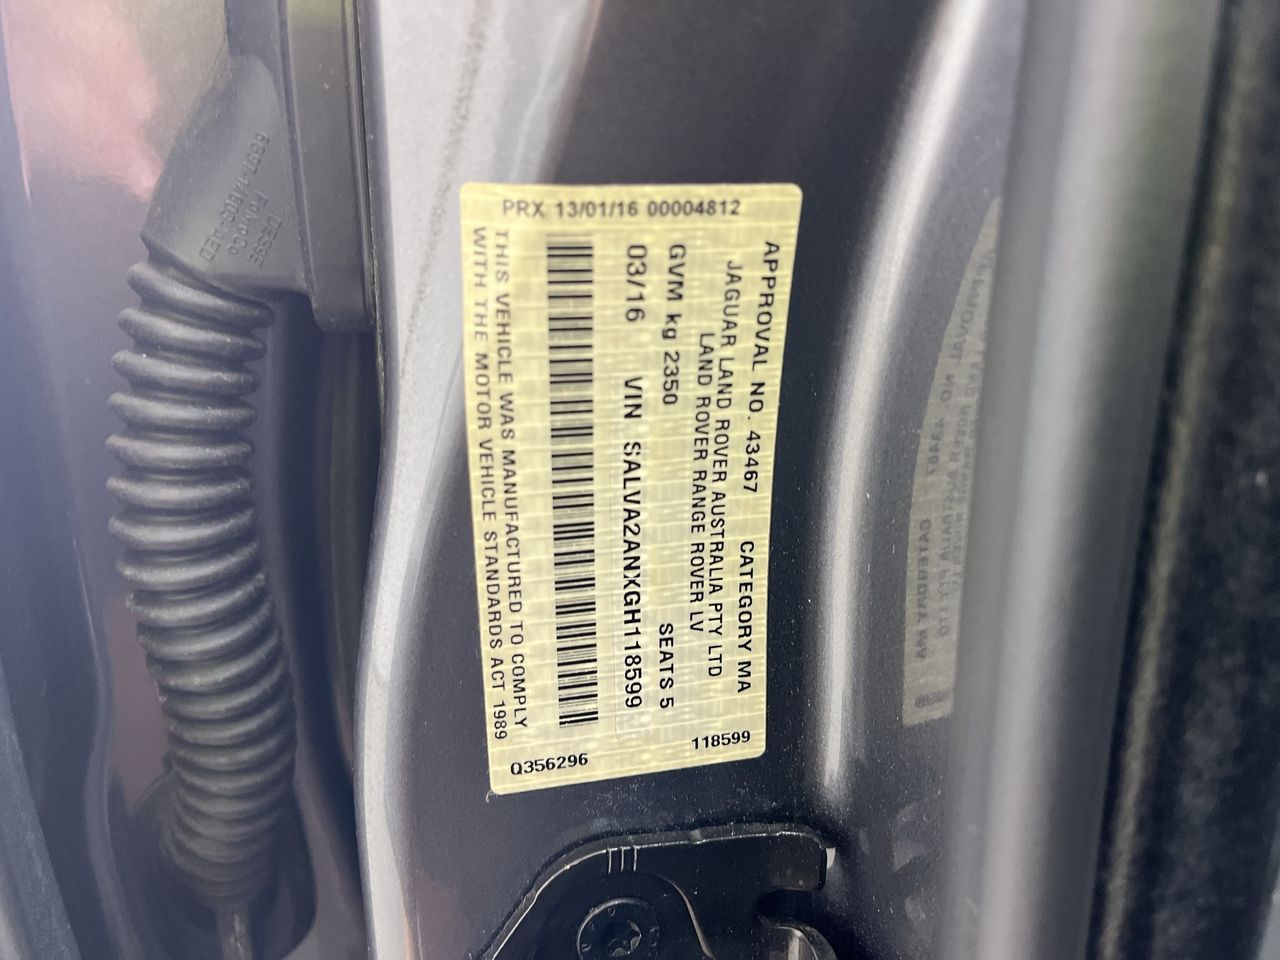 PRX 13/01/16 00004812
APPROVAL NO. 43467 CATEGORY MA
JAGUAR LAND ROVER AUSTRALIA PTY LTD
LAND ROVER RANGE ROVER LV
GVM kg 2350 SEATS 5
03/16 VIN SALVA2ANXGH118599
THIS VEHICLE WAS MANUFACTURED TO COMPLY
WITH THE MOTOR VEHICLE STANDARDS ACT 1989
Q356296
118599